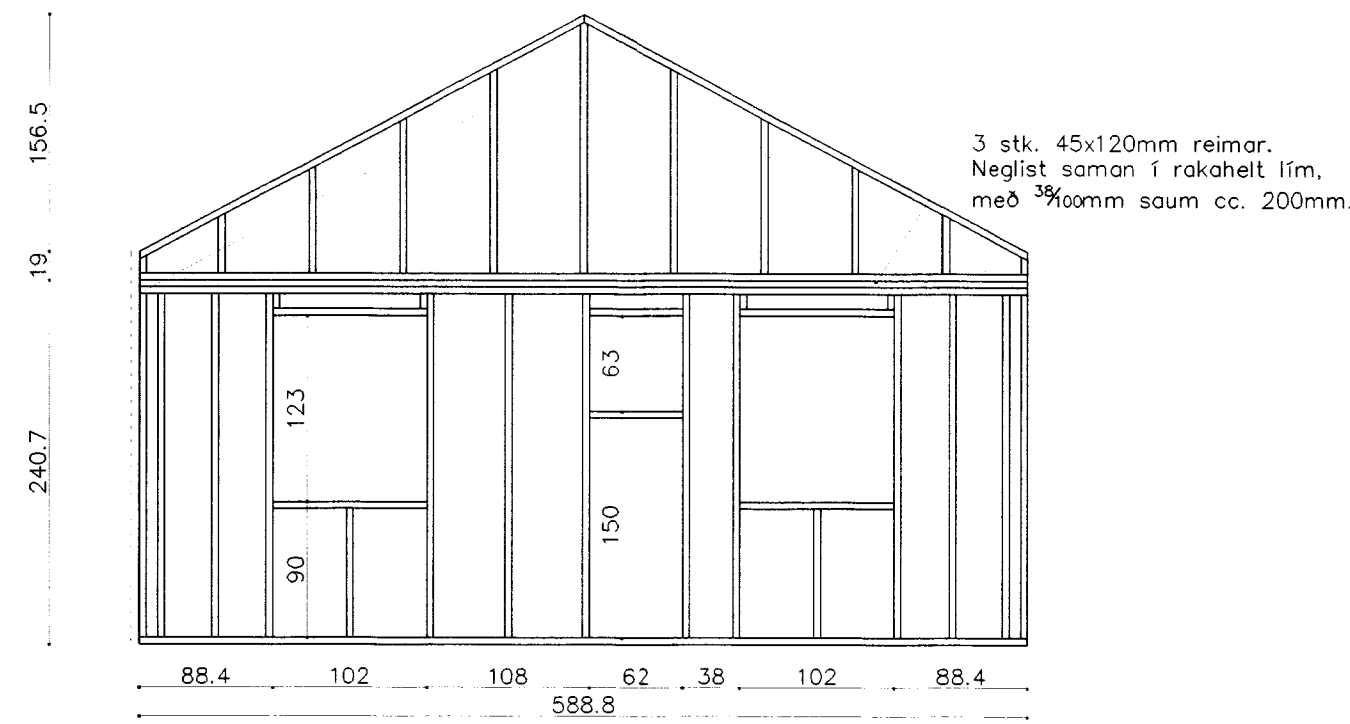 156.5
19.
240.7
3 stk. 45x120mm reimar.
Neglist saman í rakahelt lím,
með 38/100mm saum cc. 200mm.
123
90
63
150
88.4 102 108 62 38 102 88.4
588.8